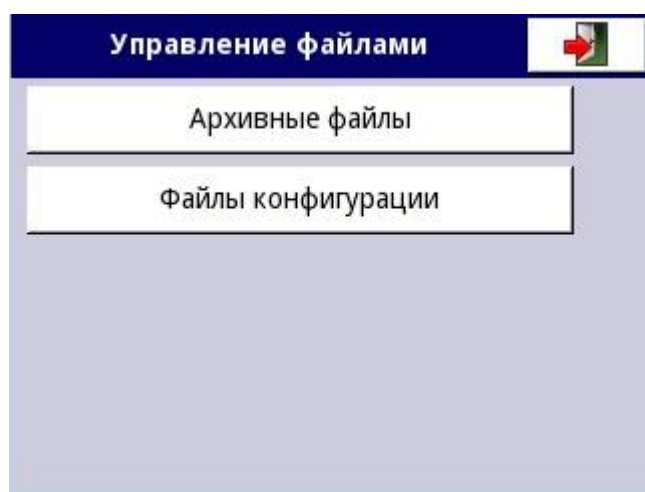 Управление файлами
Архивные файлы
Файлы конфигурации